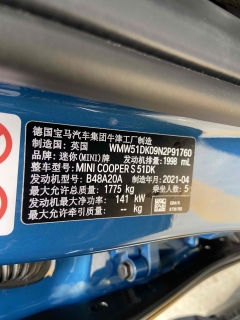 德国宝马汽车集团牛津工厂制造
制造国：英国 WMW51DK09N2P91760
品牌：迷你(MINI)牌 发动机排量：1998 mL
整车型号：MINI COOPER S 51DK
发动机型号：B48A20A 制造年月：2021-04
最大允许总质量：1775 kg 乘坐人数：5
发动机最大净功率：141 kW
最大允许牵引质量：-- kg